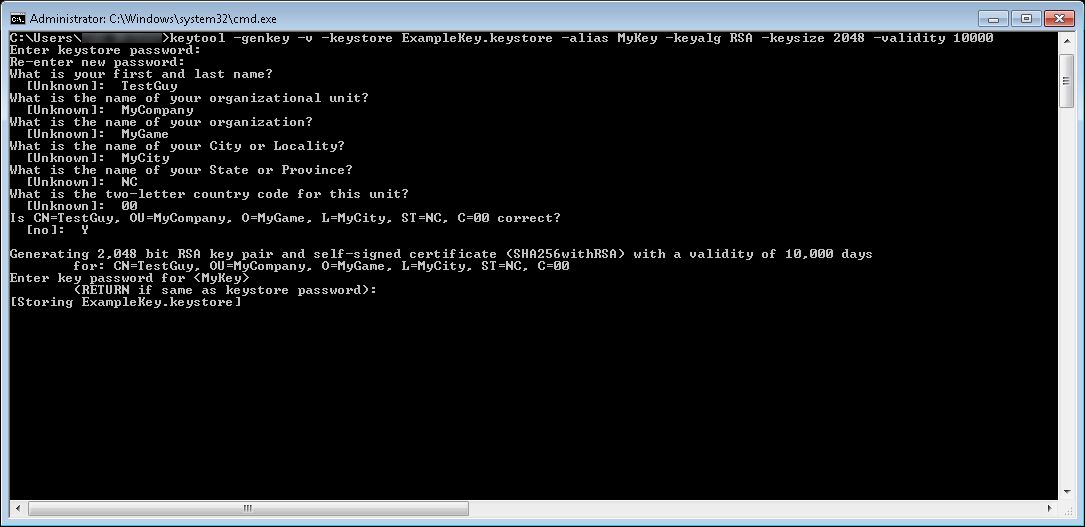 Administrator: C:\Windows\system32\cmd.exe
C:\Users\ >keytool -genkey -v -keystore ExampleKey.keystore -alias MyKey -keyalg RSA -keysize 2048 -validity 10000
Enter keystore password:
Re-enter new password:
What is your first and last name?
[Unknown]: TestGuy
What is the name of your organizational unit?
[Unknown]: MyCompany
What is the name of your organization?
[Unknown]: MyGame
What is the name of your City or Locality?
[Unknown]: MyCity
What is the name of your State or Province?
[Unknown]: NC
What is the two-letter country code for this unit?
[Unknown]: 00
Is CN=TestGuy, OU=MyCompany, O=MyGame, L=MyCity, ST=NC, C=00 correct?
[no]: Y
Generating 2,048 bit RSA key pair and self-signed certificate (SHA256withRSA) with a validity of 10,000 days
for: CN=TestGuy, OU=MyCompany, O=MyGame, L=MyCity, ST=NC, C=00
Enter key password for <MyKey>
(RETURN if same as keystore password):
[Storing ExampleKey.keystore]